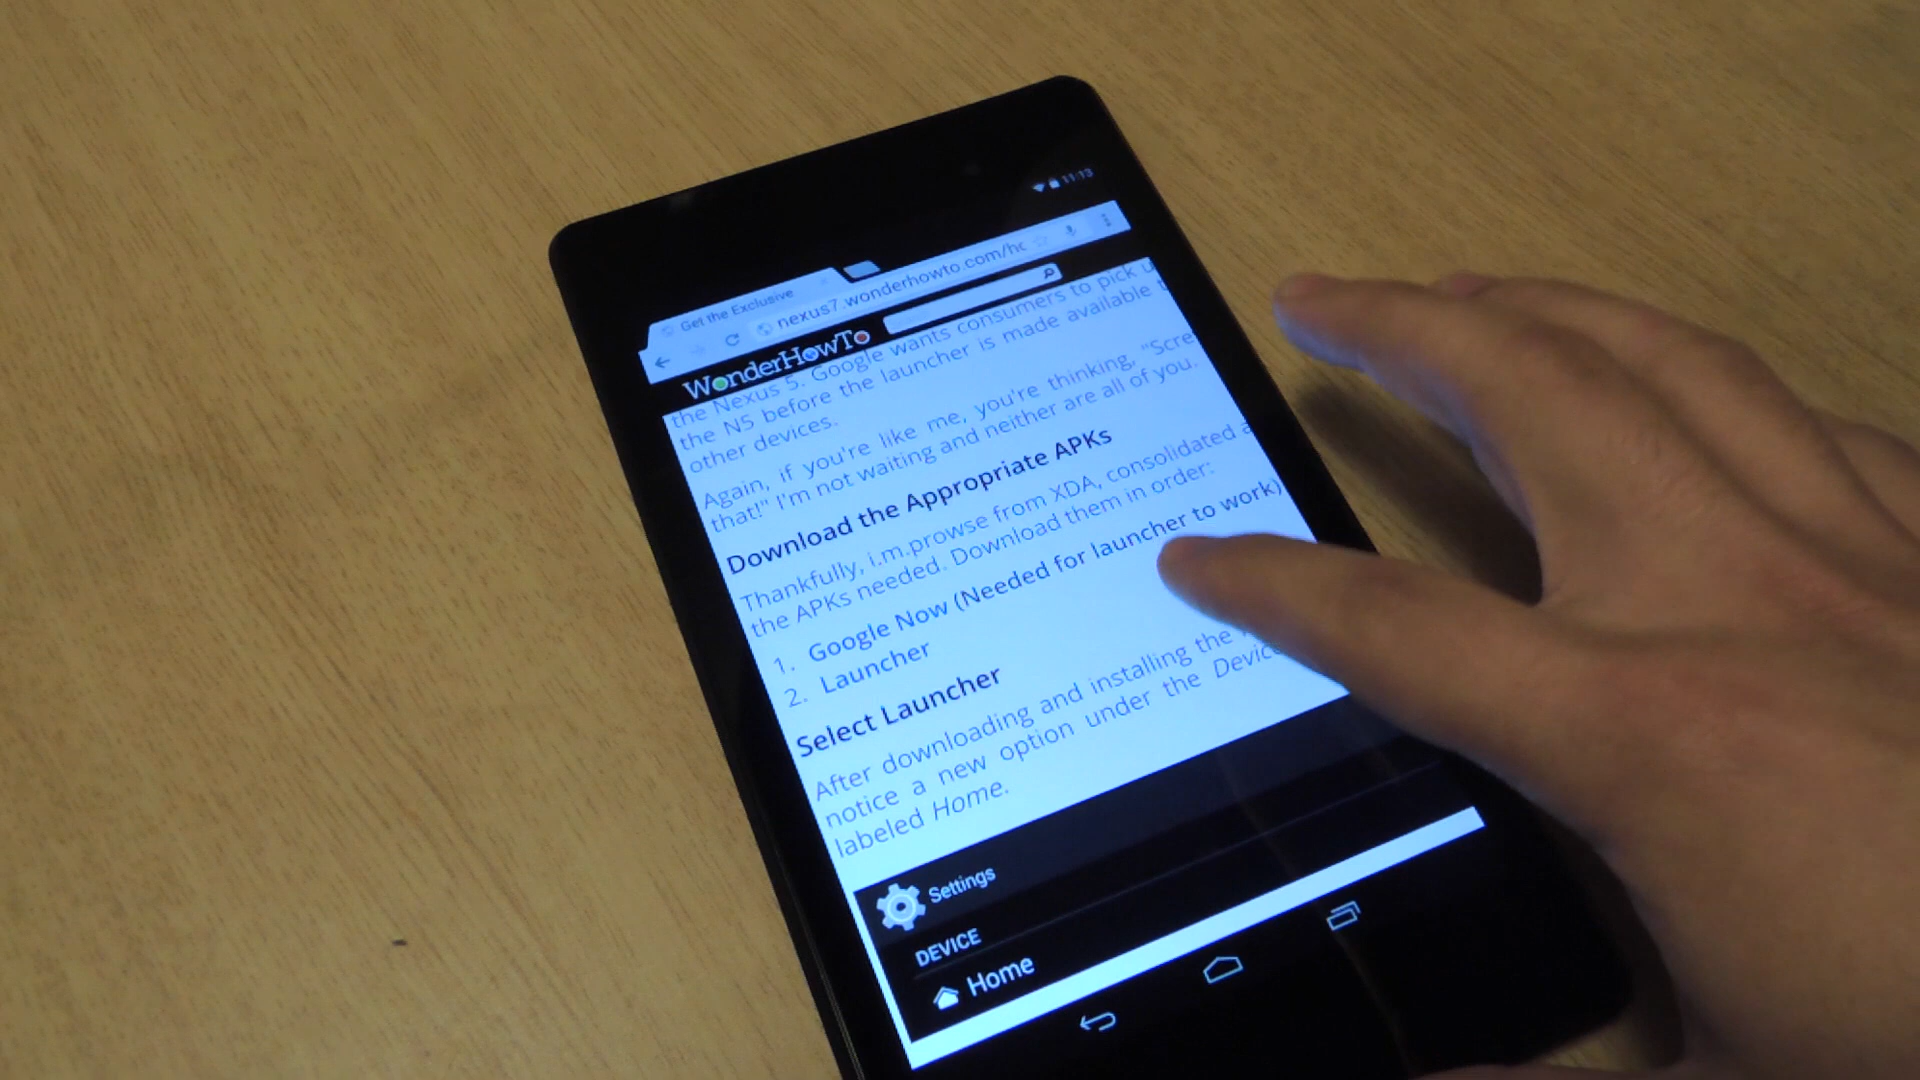 11:13
Get the Exclusive
nexus7.wonderhowto.com/ho
WonderHowTo
the Nexus 5. Google wants consumers to pick u
the N5 before the launcher is made available t
other devices.
Again, if you're like me, you're thinking, "Scre
that!" I'm not waiting and neither are all of you.
Download the Appropriate APKs
Thankfully, i.m.prowse from XDA, consolidated a
the APKs needed. Download them in order:
1. Google Now (Needed for launcher to work)
2. Launcher
Select Launcher
After downloading and installing the
notice a new option under the Device
labeled Home.
Settings
DEVICE
Home